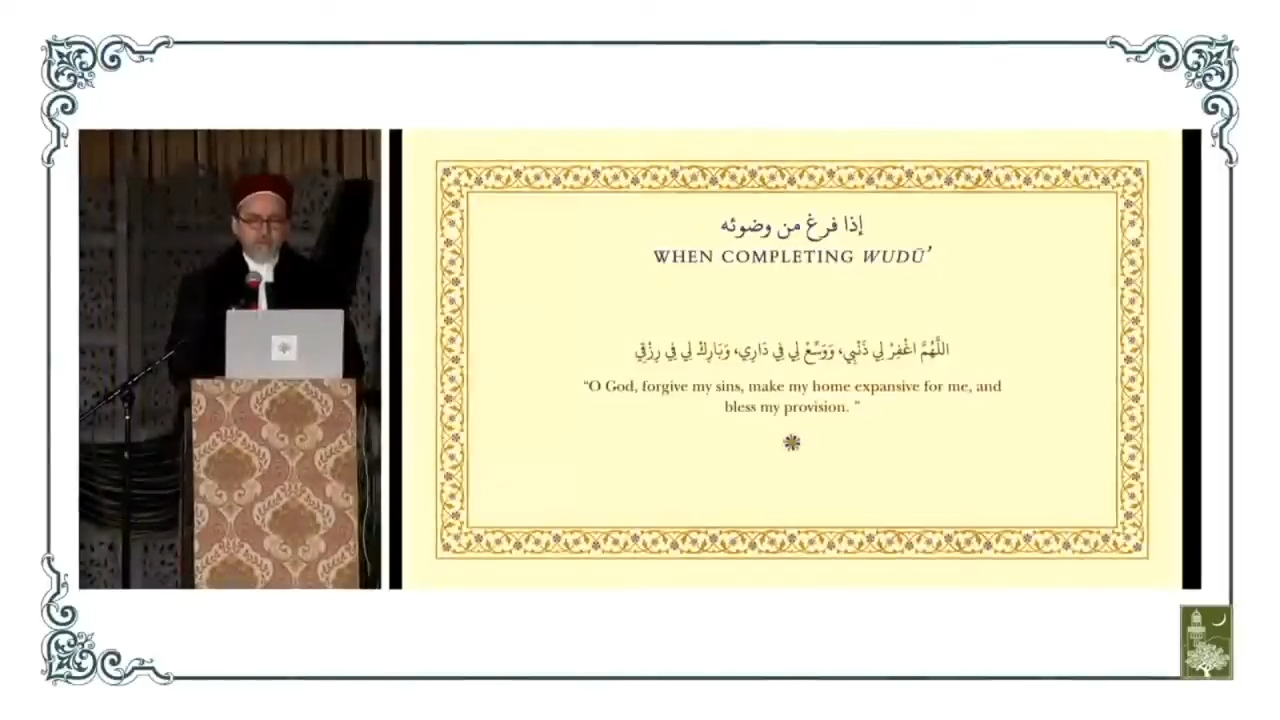 إذا فرغ من وضوئه
WHEN COMPLETING WUDŪ’
اللَّهُمَّ اغْفِرْ لِي ذَنْبِي، وَوَسِّعْ لِي فِي دَارِي، وَبَارِكْ لِي فِي رِزْقِي
“O God, forgive my sins, make my home expansive for me, and
bless my provision. ”